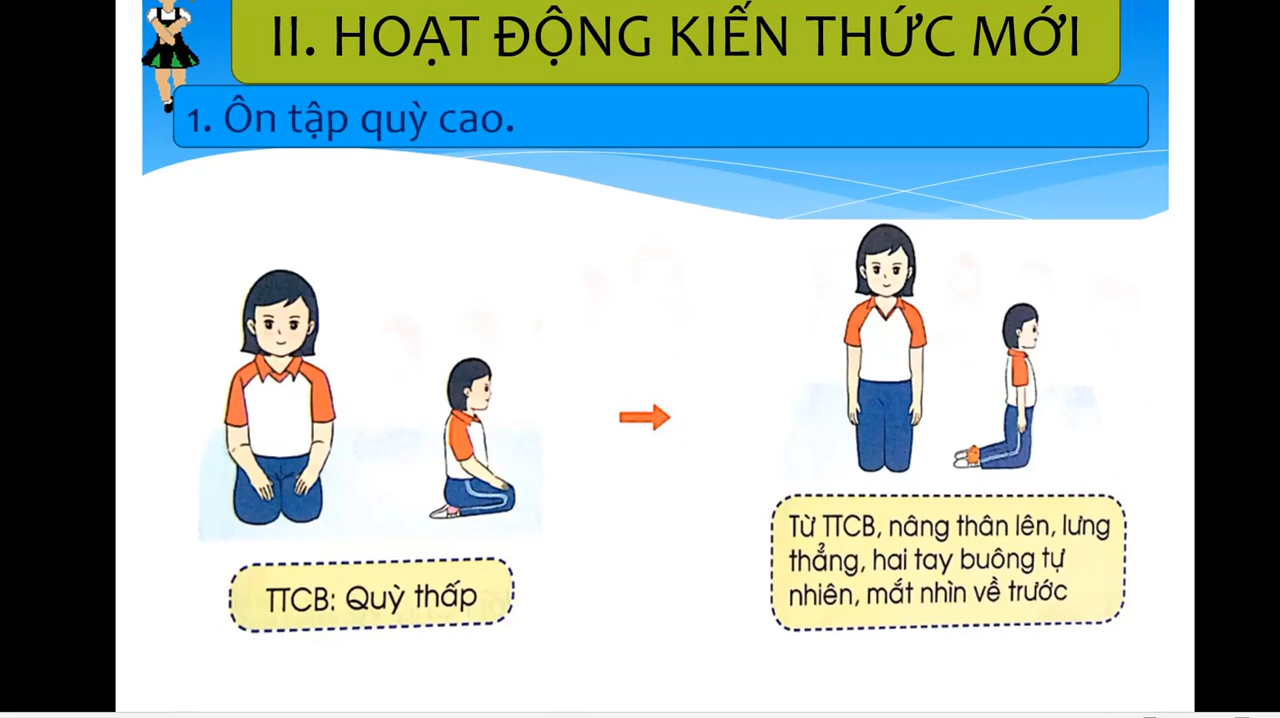 II. HOẠT ĐỘNG KIẾN THỨC MỚI
1. Ôn tập quỳ cao.
TTCB: Quỳ thấp
Từ TTCB, nâng thân lên, lưng
thẳng, hai tay buông tự
nhiên, mắt nhìn về trước